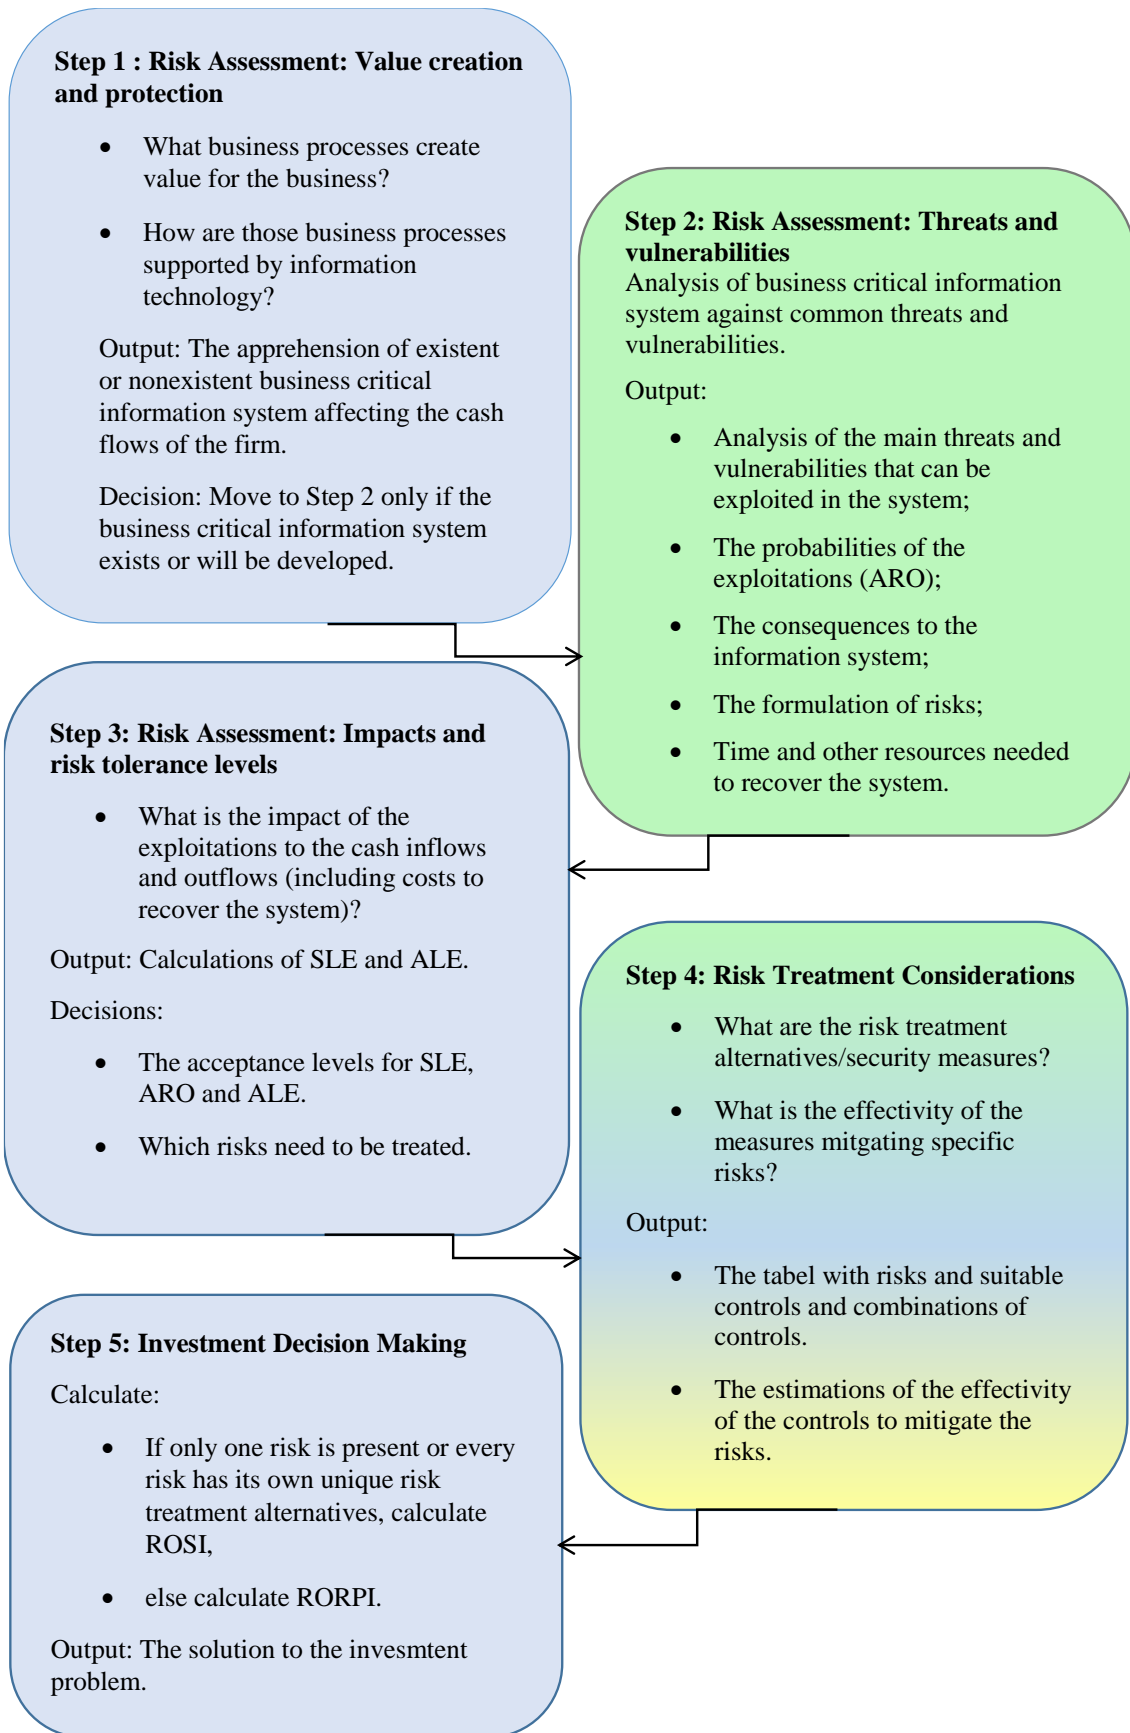 Step 1 : Risk Assessment: Value creation
and protection
• What business processes create
value for the business?
• How are those business processes
supported by information
technology?
Output: The apprehension of existent
or nonexistent business critical
information system affecting the cash
flows of the firm.
Decision: Move to Step 2 only if the
business critical information system
exists or will be developed.
Step 2: Risk Assessment: Threats and
vulnerabilities
Analysis of business critical information
system against common threats and
vulnerabilities.
Output:
• Analysis of the main threats and
vulnerabilities that can be
exploited in the system;
• The probabilities of the
exploitations (ARO);
• The consequences to the
information system;
• The formulation of risks;
• Time and other resources needed
to recover the system.
Step 3: Risk Assessment: Impacts and
risk tolerance levels
• What is the impact of the
exploitations to the cash inflows
and outflows (including costs to
recover the system)?
Output: Calculations of SLE and ALE.
Decisions:
• The acceptance levels for SLE,
ARO and ALE.
• Which risks need to be treated.
Step 4: Risk Treatment Considerations
• What are the risk treatment
alternatives/security measures?
• What is the effectivity of the
measures mitgating specific
risks?
Output:
• The tabel with risks and suitable
controls and combinations of
controls.
• The estimations of the effectivity
of the controls to mitigate the
risks.
Step 5: Investment Decision Making
Calculate:
• If only one risk is present or every
risk has its own unique risk
treatment alternatives, calculate
ROSI,
• else calculate RORPI.
Output: The solution to the invesmtent
problem.